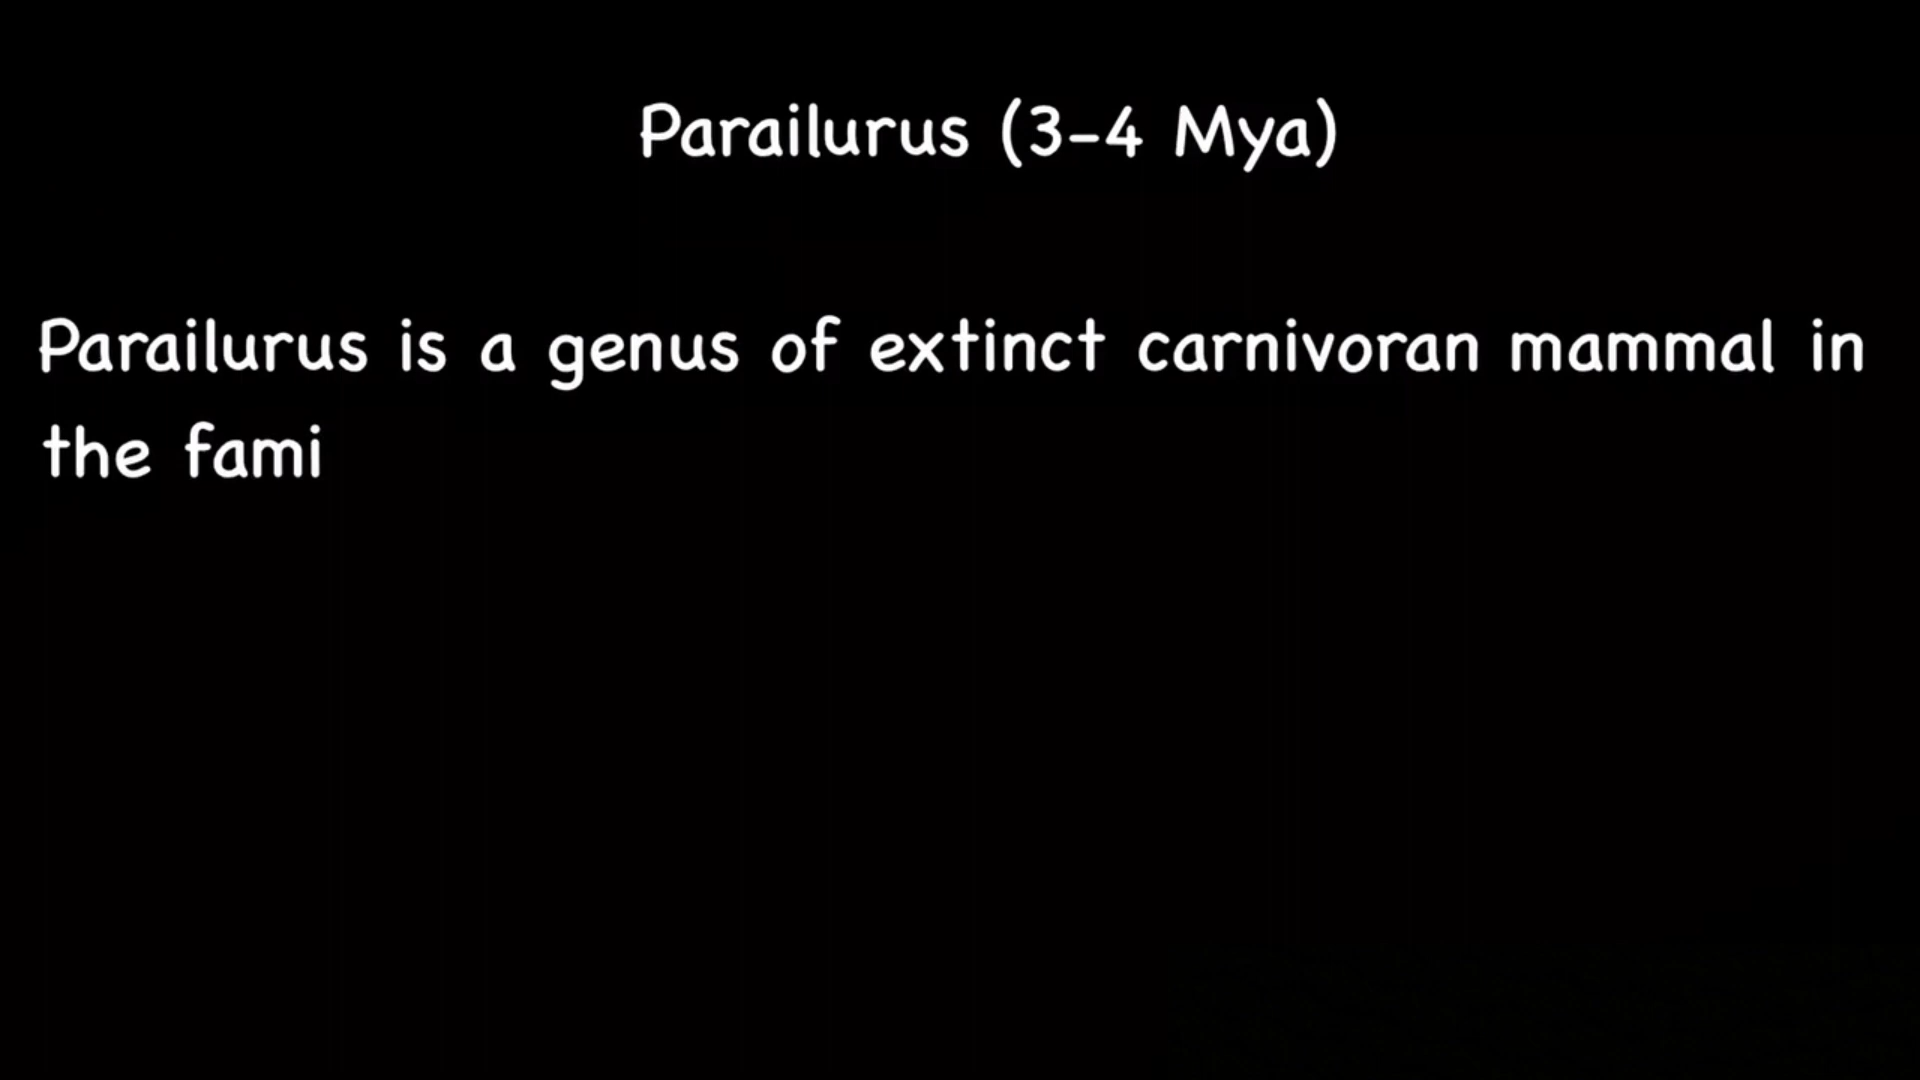 Parailurus (3-4 Mya)
Parailurus is a genus of extinct carnivoran mammal in
the fami